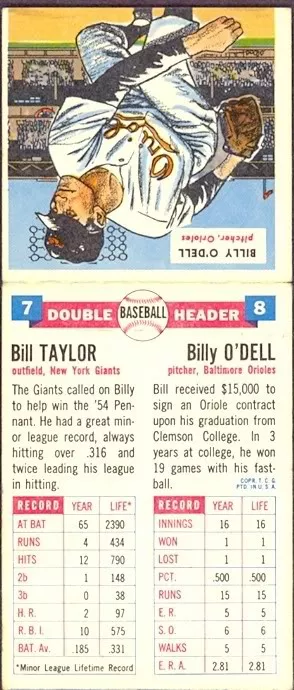 Orioles
BILLY O'DELL
pitcher, Orioles
7 DOUBLE BASEBALL HEADER 8
Bill TAYLOR
outfield, New York Giants
The Giants called on Billy
to help win the '54 Pen-
nant. He had a great min-
or league record, always
hitting over .316 and
twice leading his league
in hitting.
Billy O'DELL
pitcher, Baltimore Orioles
Bill received $15,000 to
sign an Oriole contract
upon his graduation from
Clemson College. In 3
years at college, he won
19 games with his fast-
ball.
COPR. T. C. G.
PTD. IN U. S. A.
RECORD YEAR LIFE*
AT BAT 65 2390
RUNS 4 434
HITS 12 790
2b 1 148
3b 0 38
H. R. 2 97
R. B. I. 10 575
BAT. Av. .185 .331
*Minor League Lifetime Record
RECORD YEAR LIFE
INNINGS 16 16
WON 1 1
LOST 1 1
PCT. .500 .500
RUNS 15 15
E. R. 5 5
S. O. 6 6
WALKS 5 5
E. R. A. 2.81 2.81